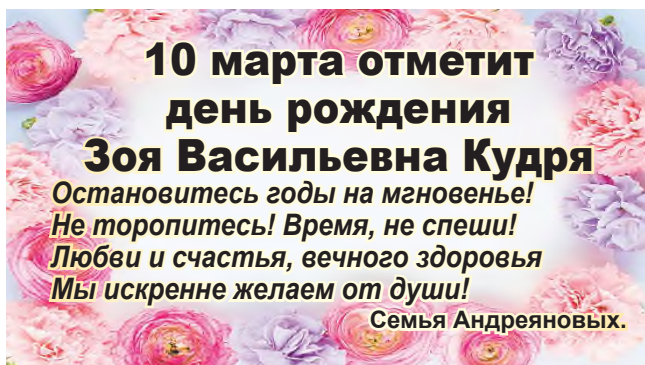 10 марта отметит
день рождения
Зоя Васильевна Кудря
Остановитесь годы на мгновенье!
Не торопитесь! Время, не спеши!
Любви и счастья, вечного здоровья
Мы искренне желаем от души!
Семья Андреяновых.